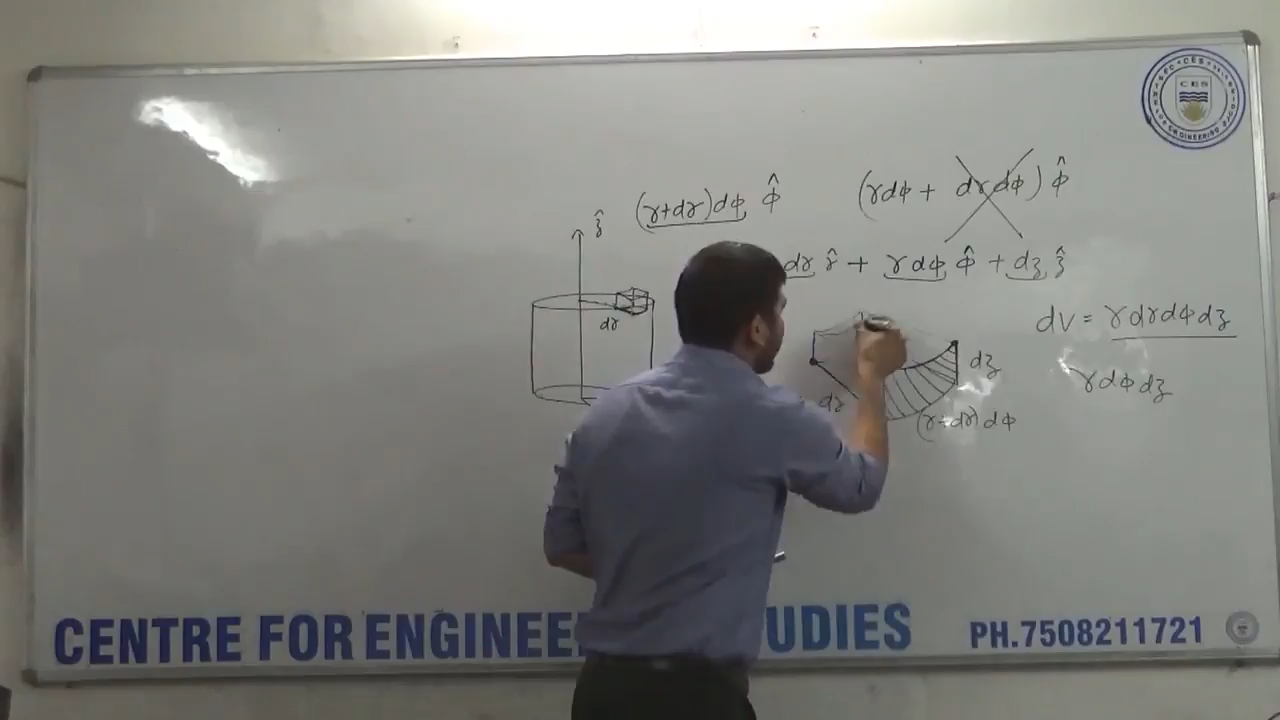 (r+dr)dφ φ̂
(rdφ + drdφ) φ̂
ẑ
dr r̂ + rdφ φ̂ + dz ẑ
dr
dV = rdrdφdz
dz
rdφdz
dr
(r+dr)dφ
CES
CENTRE FOR ENGINEE UDIES PH.7508211721